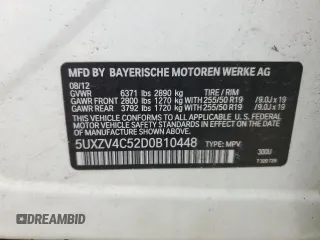 MFD BY BAYERISCHE MOTOREN WERKE AG
08/12
GVWR 6371 lbs 2890 kg TIRE / RIM
GAWR FRONT 2800 lbs 1270 kg 255/50 R19 / 9.0J x 19
GAWR REAR 3792 lbs 1720 kg 255/50 R19 / 9.0J x 19
THIS VEHICLE CONFORMS TO ALL APPLICABLE U.S. FEDERAL
MOTOR VEHICLE SAFETY STANDARDS IN EFFECT ON THE
DATE OF MANUFACTURE SHOWN ABOVE.
5UXZV4C52D0B10448 TYPE: MPV
300U
DREAMBID
dreambid.com